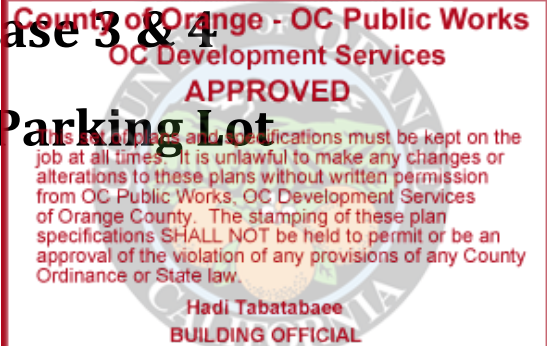 County of Orange - OC Public Works
ase 3 & 4
OC Development Services
APPROVED
Parking Lot
This set of plans and specifications must be kept on the
job at all times. It is unlawful to make any changes or
alterations to these plans without written permission
from OC Public Works, OC Development Services
of Orange County. The stamping of these plan
specifications SHALL NOT be held to permit or be an
approval of the violation of any provisions of any County
Ordinance or State law.
Hadi Tabatabaee
BUILDING OFFICIAL
COUNTY OF ORANGE
CALIFORNIA